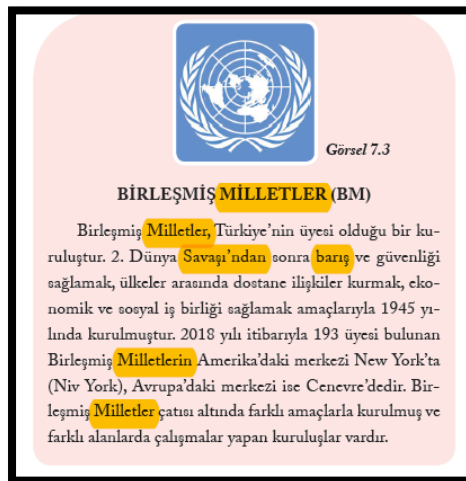 Görsel 7.3
BİRLEŞMİŞ MİLLETLER (BM)
Birleşmiş Milletler, Türkiye’nin üyesi olduğu bir ku-
ruluştur. 2. Dünya Savaşı’ndan sonra barış ve güvenliği
sağlamak, ülkeler arasında dostane ilişkiler kurmak, eko-
nomik ve sosyal iş birliği sağlamak amaçlarıyla 1945 yı-
lında kurulmuştur. 2018 yılı itibarıyla 193 üyesi bulunan
Birleşmiş Milletlerin Amerika’daki merkezi New York’ta
(Niv York), Avrupa’daki merkezi ise Cenevre’dedir. Bir-
leşmiş Milletler çatısı altında farklı amaçlarla kurulmuş ve
farklı alanlarda çalışmalar yapan kuruluşlar vardır.